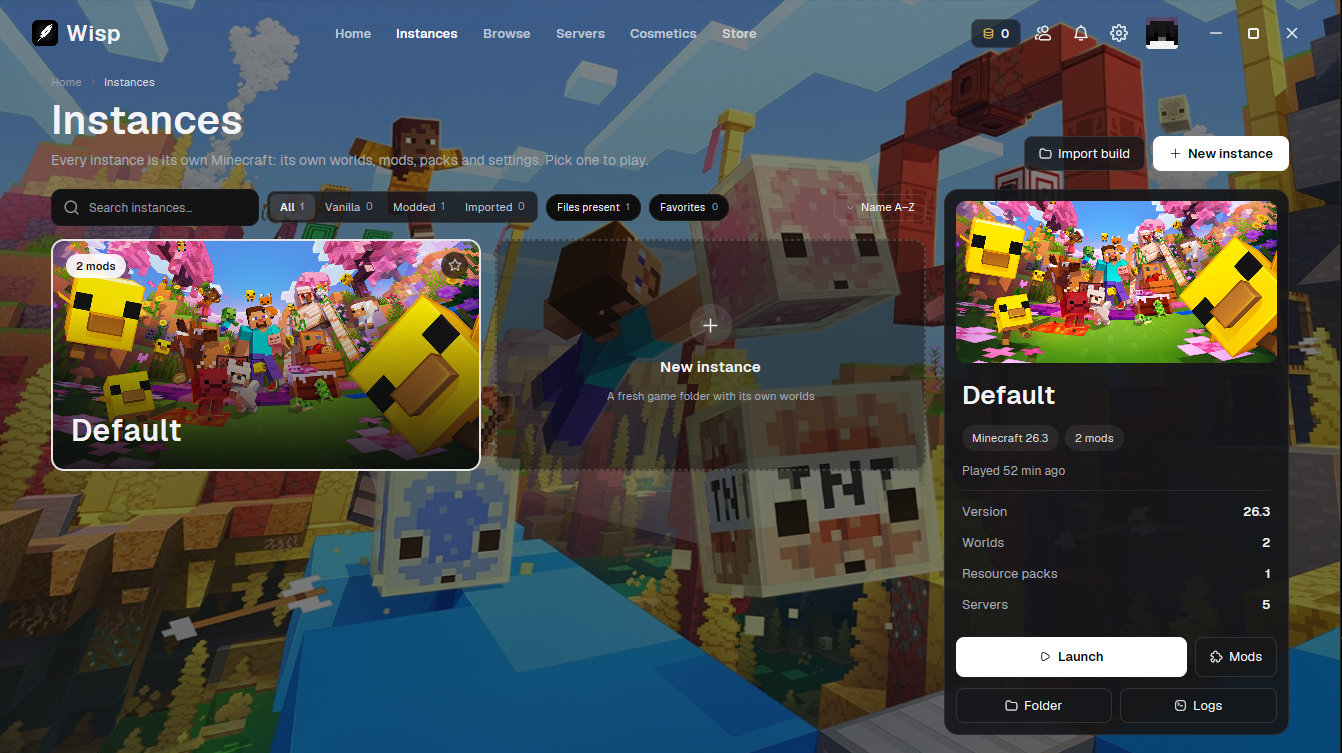 Wisp
Home Instances Browse Servers Cosmetics Store
0
Home > Instances
Instances
Every instance is its own Minecraft: its own worlds, mods, packs and settings. Pick one to play.
Import build
New instance
Search instances...
All 1 Vanilla 0 Modded 1 Imported 0
Files present 1
Favorites 0
Name A–Z
2 mods
Default
New instance
A fresh game folder with its own worlds
TNT
TNT
Default
Minecraft 26.3
2 mods
Played 52 min ago
Version 26.3
Worlds 2
Resource packs 1
Servers 5
Launch
Mods
Folder
Logs